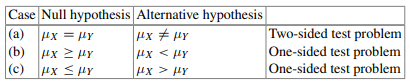 Case Null hypothesis Alternative hypothesis
(a) μX = μY μX ≠ μY Two-sided test problem
(b) μX ≥ μY μX < μY One-sided test problem
(c) μX ≤ μY μX > μY One-sided test problem